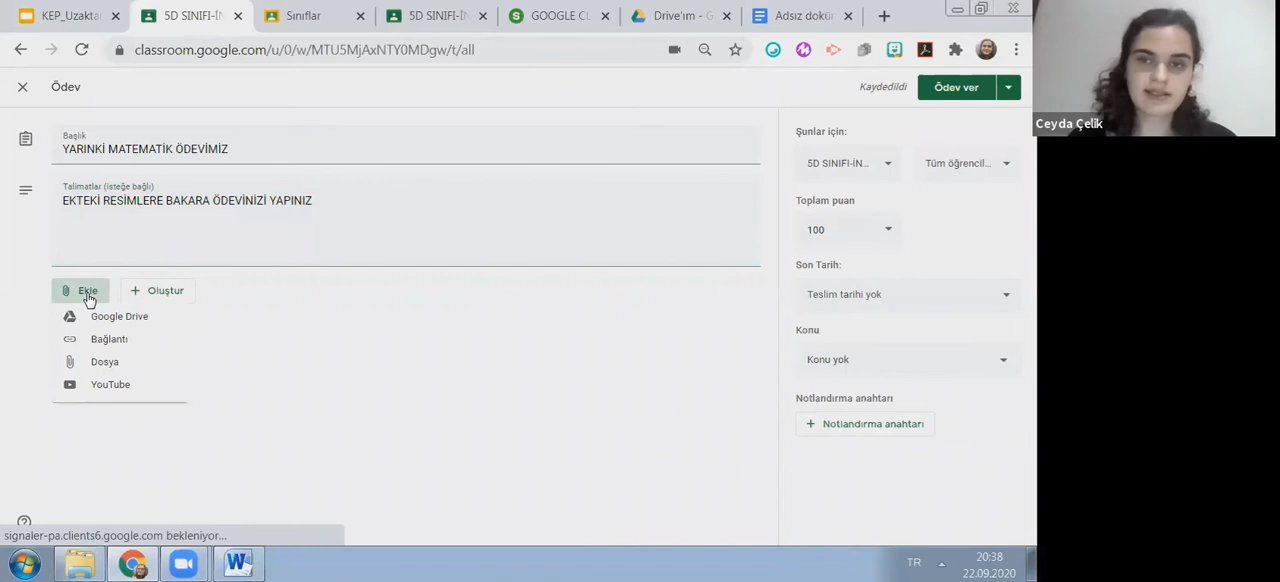 KEP_Uzaktar
5D SINIFI-İN
Sınıflar
5D SINIFI-İN
GOOGLE CL
Drive'ım - G
Adsız dokü
classroom.google.com/u/0/w/MTU5MjAxNTY0MDgw/t/all
Ödev
Kaydedildi
Ödev ver
Ceyda Çelik
Başlık
YARINKİ MATEMATİK ÖDEVİMİZ
Talimatlar (isteğe bağlı)
EKTEKİ RESİMLERE BAKARA ÖDEVİNİZİ YAPINIZ
Ekle
Oluştur
Google Drive
Bağlantı
Dosya
YouTube
Şunlar için:
5D SINIFI-İN...
Tüm öğrencil...
Toplam puan
100
Son Tarih:
Teslim tarihi yok
Konu
Konu yok
Notlandırma anahtarı
Notlandırma anahtarı
signaler-pa.clients6.google.com bekleniyor...
TR
20:38
22.09.2020